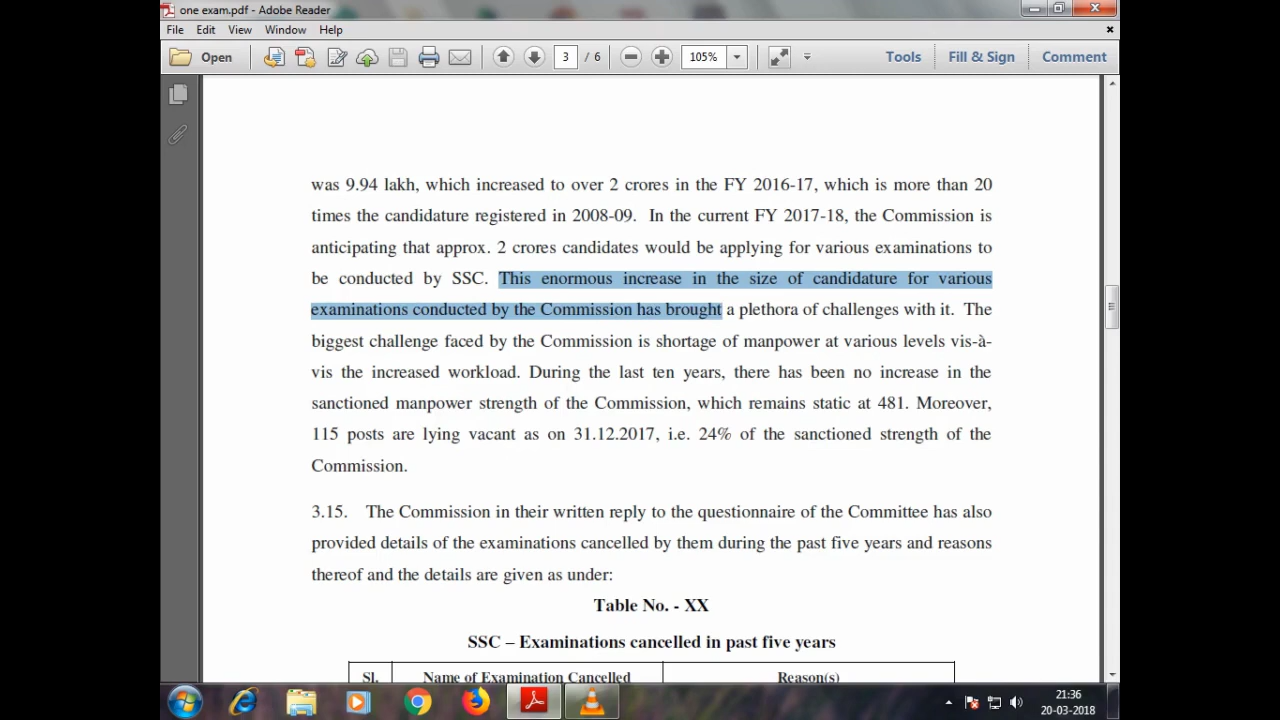 one exam.pdf - Adobe Reader
File Edit View Window Help
Open 3 / 6 105% Tools Fill & Sign Comment
was 9.94 lakh, which increased to over 2 crores in the FY 2016-17, which is more than 20
times the candidature registered in 2008-09. In the current FY 2017-18, the Commission is
anticipating that approx. 2 crores candidates would be applying for various examinations to
be conducted by SSC. This enormous increase in the size of candidature for various
examinations conducted by the Commission has brought a plethora of challenges with it. The
biggest challenge faced by the Commission is shortage of manpower at various levels vis-à-
vis the increased workload. During the last ten years, there has been no increase in the
sanctioned manpower strength of the Commission, which remains static at 481. Moreover,
115 posts are lying vacant as on 31.12.2017, i.e. 24% of the sanctioned strength of the
Commission.
3.15. The Commission in their written reply to the questionnaire of the Committee has also
provided details of the examinations cancelled by them during the past five years and reasons
thereof and the details are given as under:
Table No. - XX
SSC – Examinations cancelled in past five years
Sl. Name of Examination Cancelled Reason(s)
21:36
20-03-2018